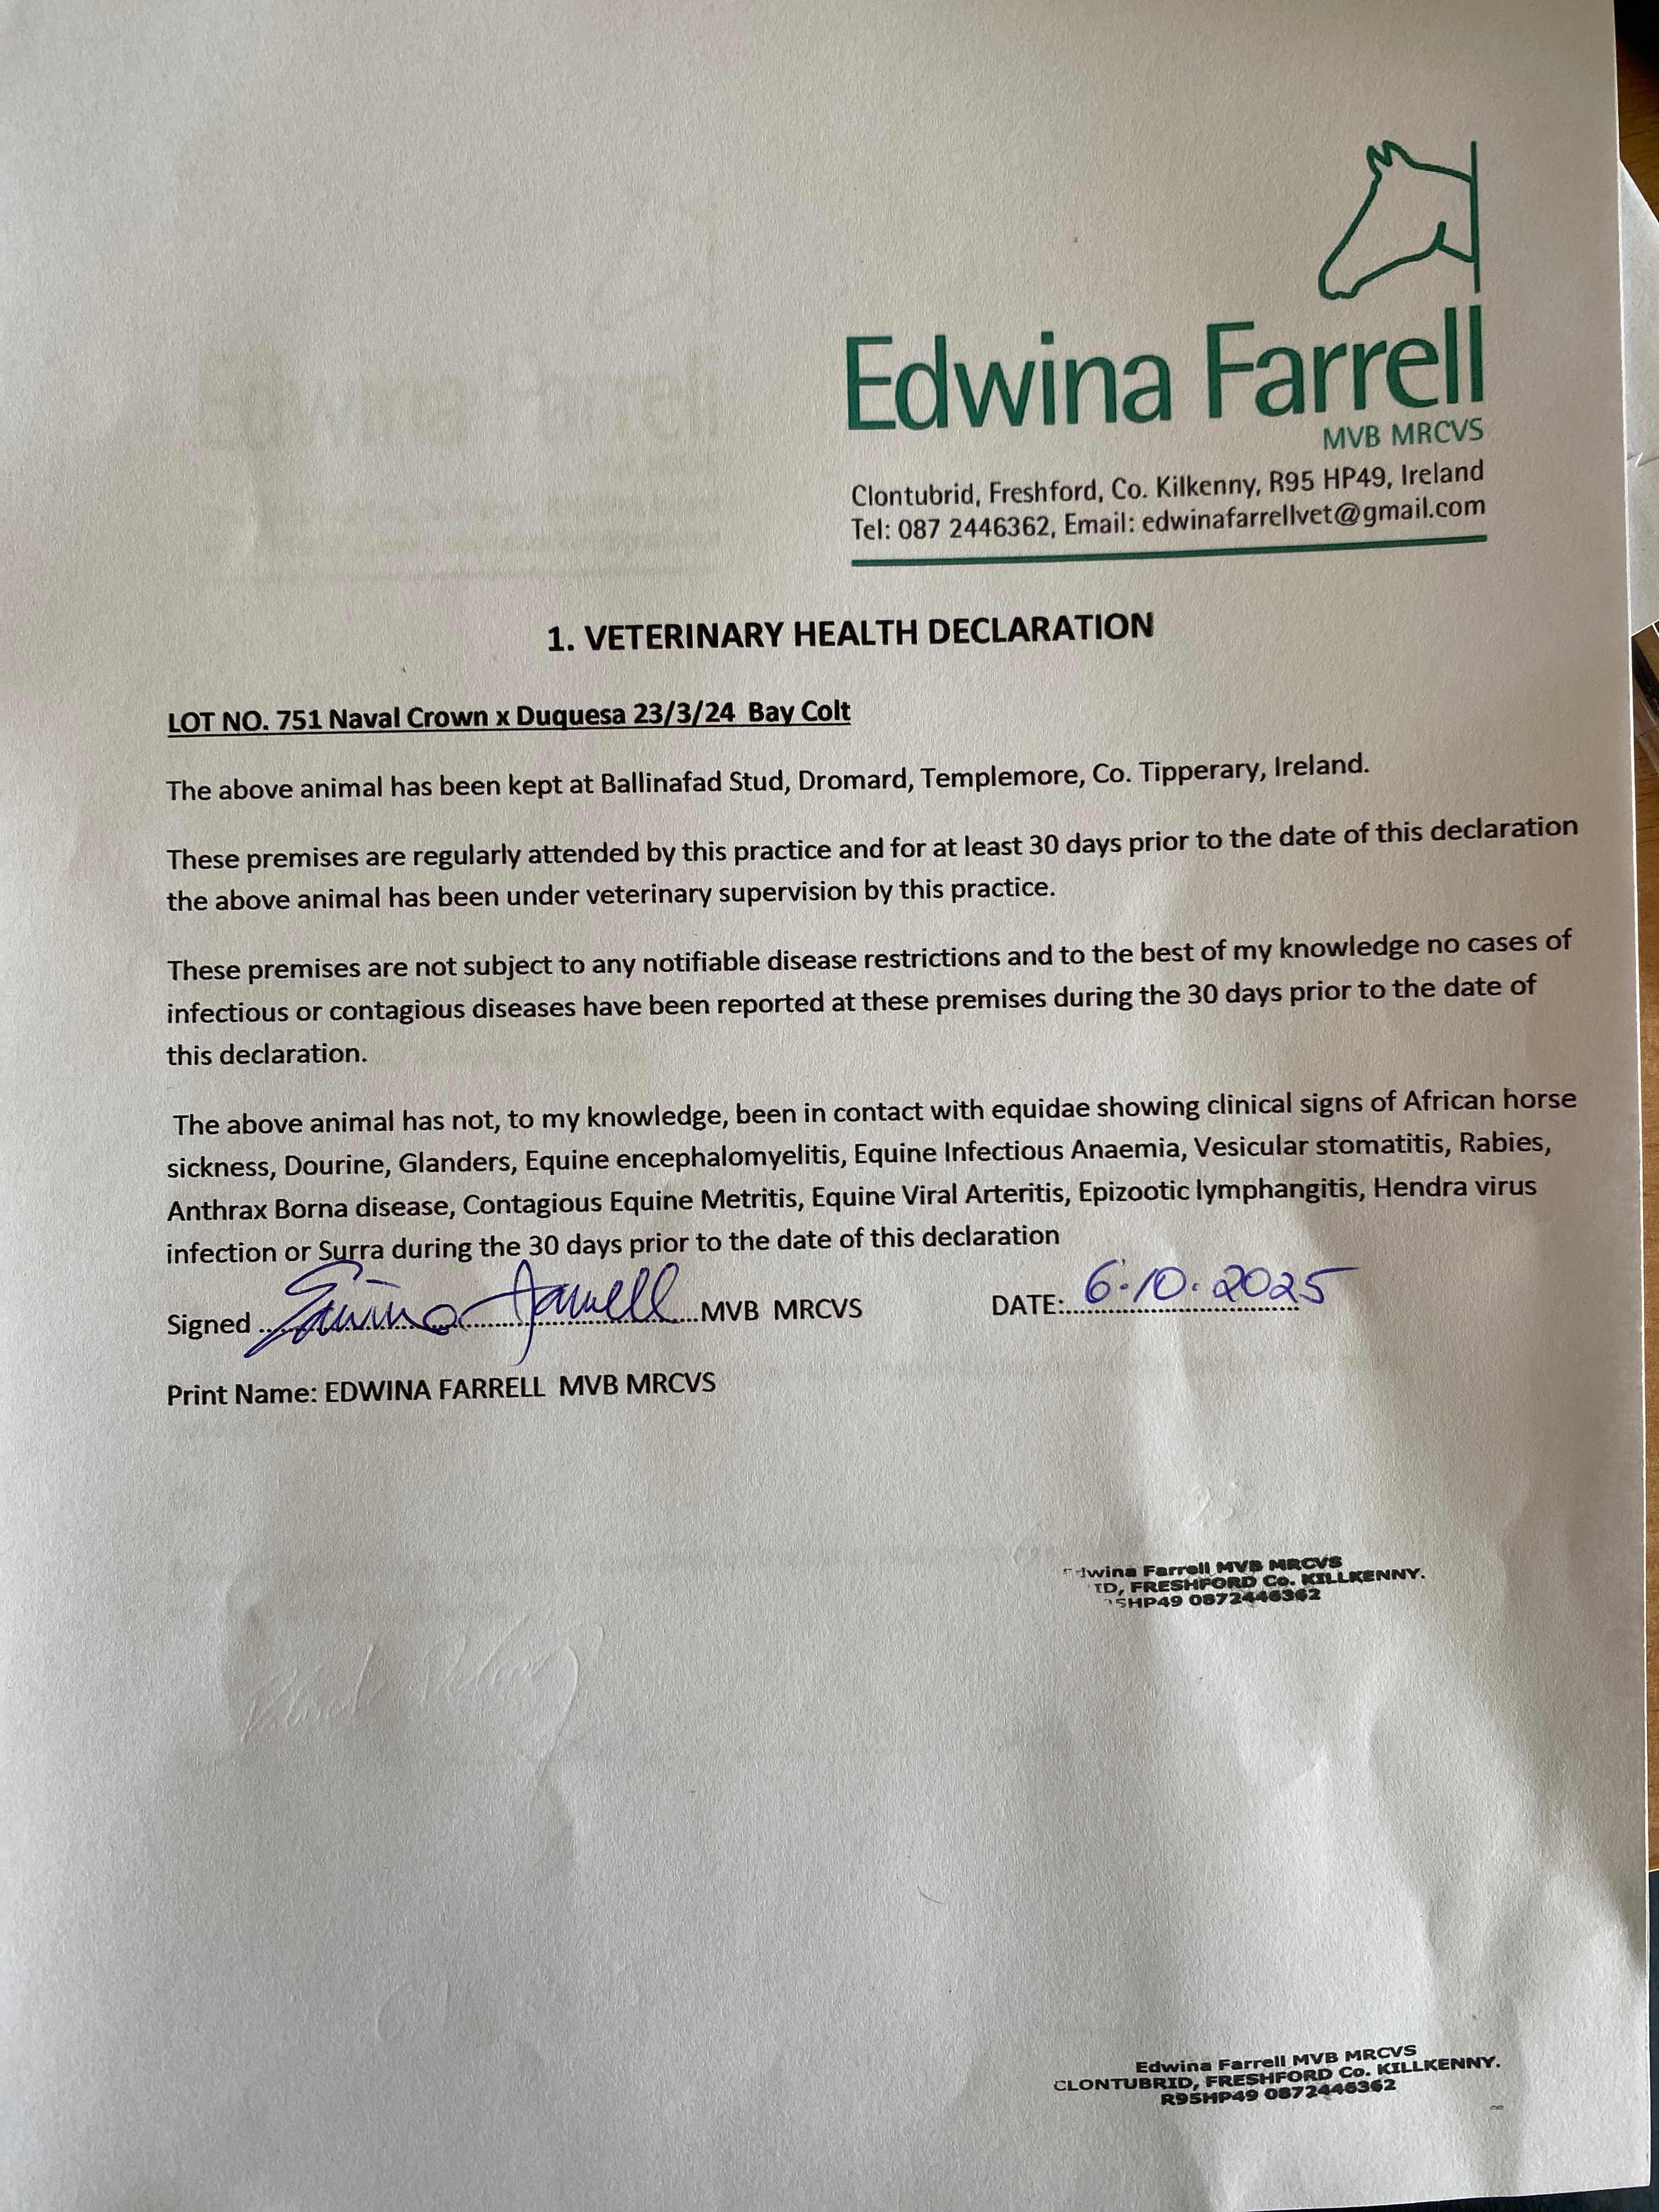 Edwina Farrell
MVB MRCVS
Clontubrid, Freshford, Co. Kilkenny, R95 HP49, Ireland
Tel: 087 2446362, Email: edwinafarrellvet@gmail.com
1. VETERINARY HEALTH DECLARATION
LOT NO. 751 Naval Crown x Duquesa 23/3/24 Bay Colt
The above animal has been kept at Ballinafad Stud, Dromard, Templemore, Co. Tipperary, Ireland.
These premises are regularly attended by this practice and for at least 30 days prior to the date of this declaration
the above animal has been under veterinary supervision by this practice.
These premises are not subject to any notifiable disease restrictions and to the best of my knowledge no cases of
infectious or contagious diseases have been reported at these premises during the 30 days prior to the date of
this declaration.
The above animal has not, to my knowledge, been in contact with equidae showing clinical signs of African horse
sickness, Dourine, Glanders, Equine encephalomyelitis, Equine Infectious Anaemia, Vesicular stomatitis, Rabies,
Anthrax Borna disease, Contagious Equine Metritis, Equine Viral Arteritis, Epizootic lymphangitis, Hendra virus
infection or Surra during the 30 days prior to the date of this declaration
Signed Edwina Farrell MVB MRCVS DATE: 6.10.2025
Print Name: EDWINA FARRELL MVB MRCVS
dwina Farrell MVB MRCVS
ID, FRESHFORD Co. KILLKENNY.
5HP49 0872446362
Edwina Farrell MVB MRCVS
CLONTUBRID, FRESHFORD Co. KILLKENNY.
R95HP49 0872446362